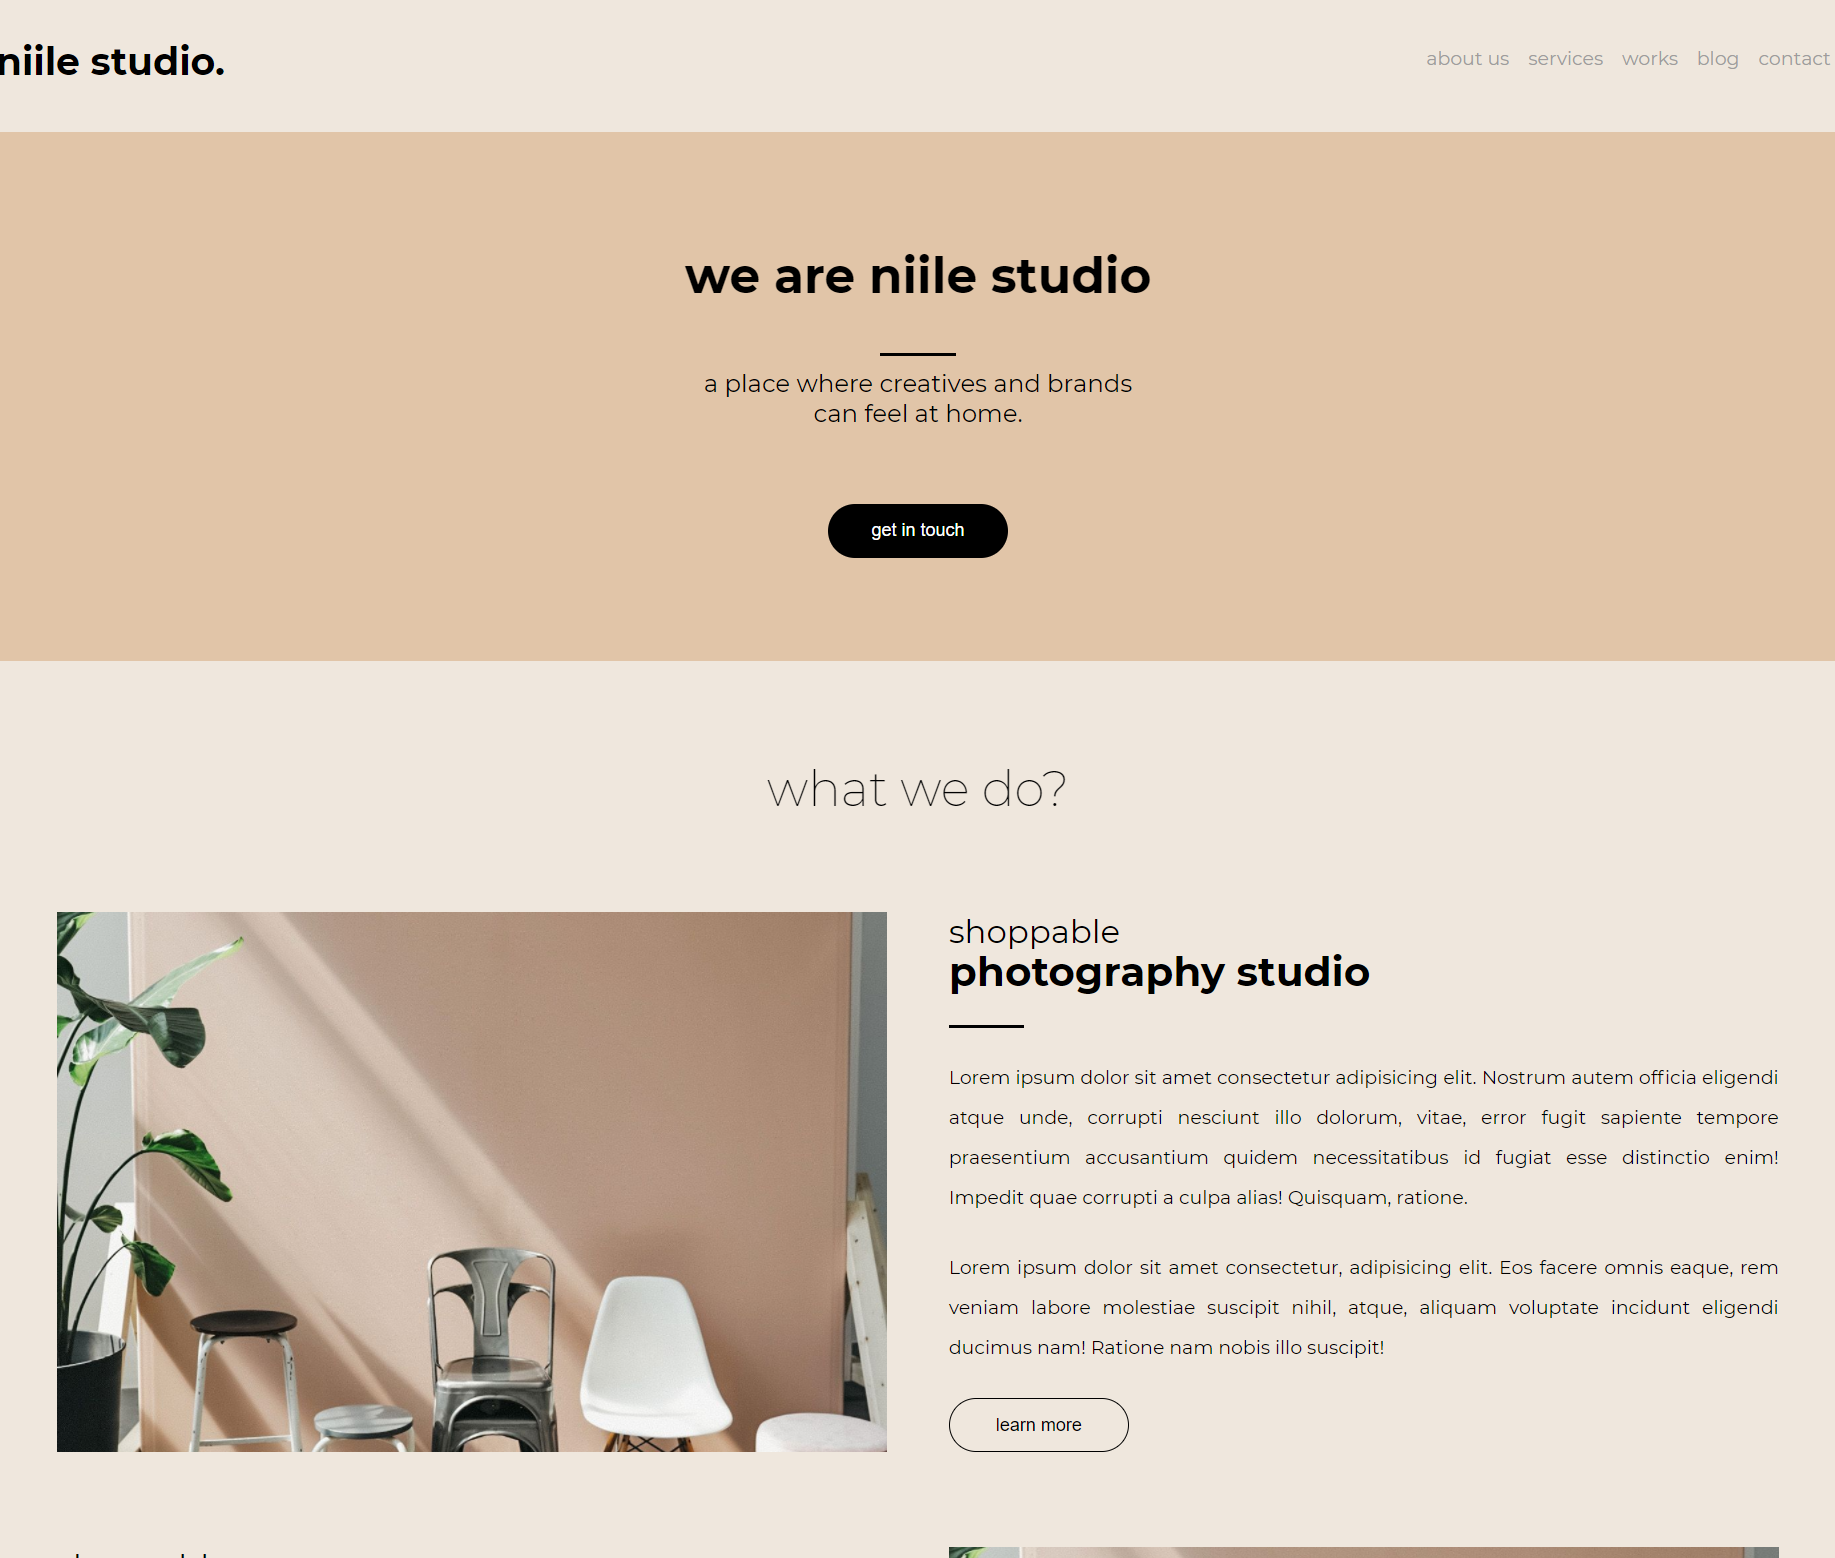 niile studio.
about us services works blog contact
we are niile studio
a place where creatives and brands
can feel at home.
get in touch
what we do?
shoppable
photography studio
Lorem ipsum dolor sit amet consectetur adipisicing elit. Nostrum autem officia eligendi
atque unde, corrupti nesciunt illo dolorum, vitae, error fugit sapiente tempore
praesentium accusantium quidem necessitatibus id fugiat esse distinctio enim!
Impedit quae corrupti a culpa alias! Quisquam, ratione.
Lorem ipsum dolor sit amet consectetur, adipisicing elit. Eos facere omnis eaque, rem
veniam labore molestiae suscipit nihil, atque, aliquam voluptate incidunt eligendi
ducimus nam! Ratione nam nobis illo suscipit!
learn more